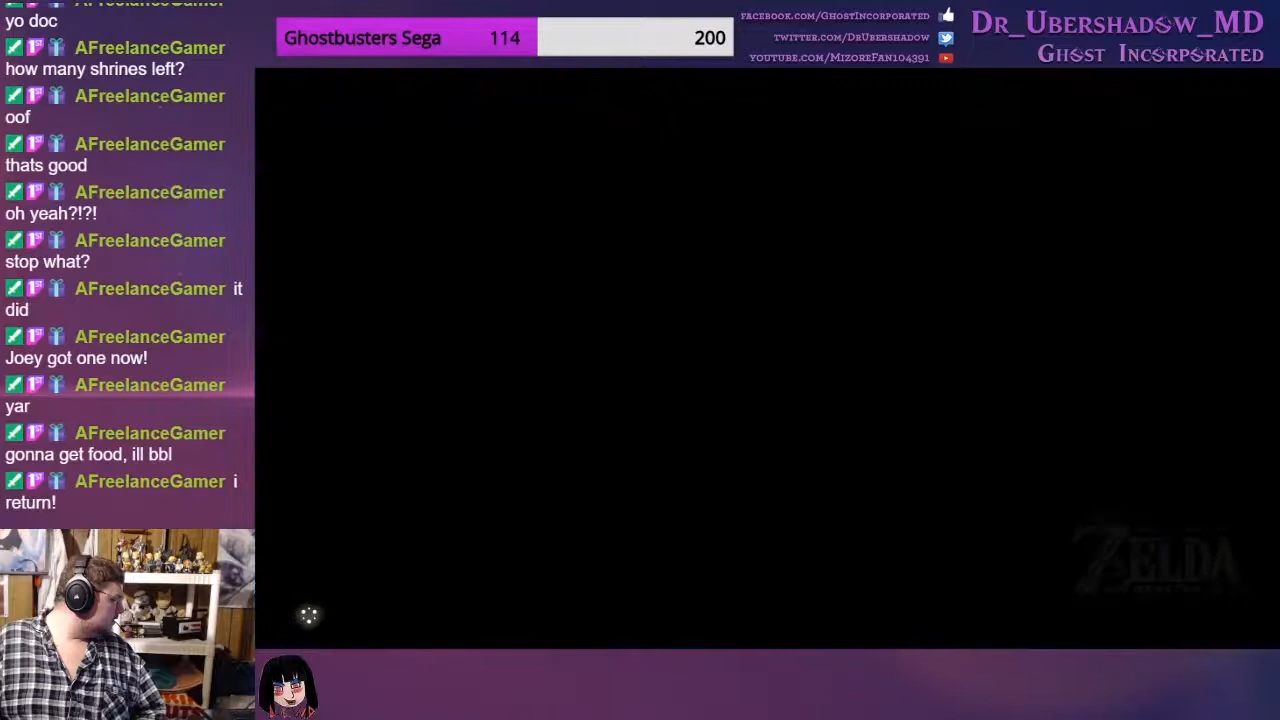 AFreelanceGamer
yo doc
AFreelanceGamer
how many shrines left?
AFreelanceGamer
oof
AFreelanceGamer
thats good
AFreelanceGamer
oh yeah?!?!
AFreelanceGamer
stop what?
AFreelanceGamer it
did
AFreelanceGamer
Joey got one now!
AFreelanceGamer
yar
AFreelanceGamer
gonna get food, ill bbl
AFreelanceGamer i
return!
Ghostbusters Sega 114 200
facebook.com/GhostIncorporated
twitter.com/DrUbershadow
youtube.com/MizoreFan104391
Dr_Ubershadow_MD
Ghost Incorporated
ZELDA